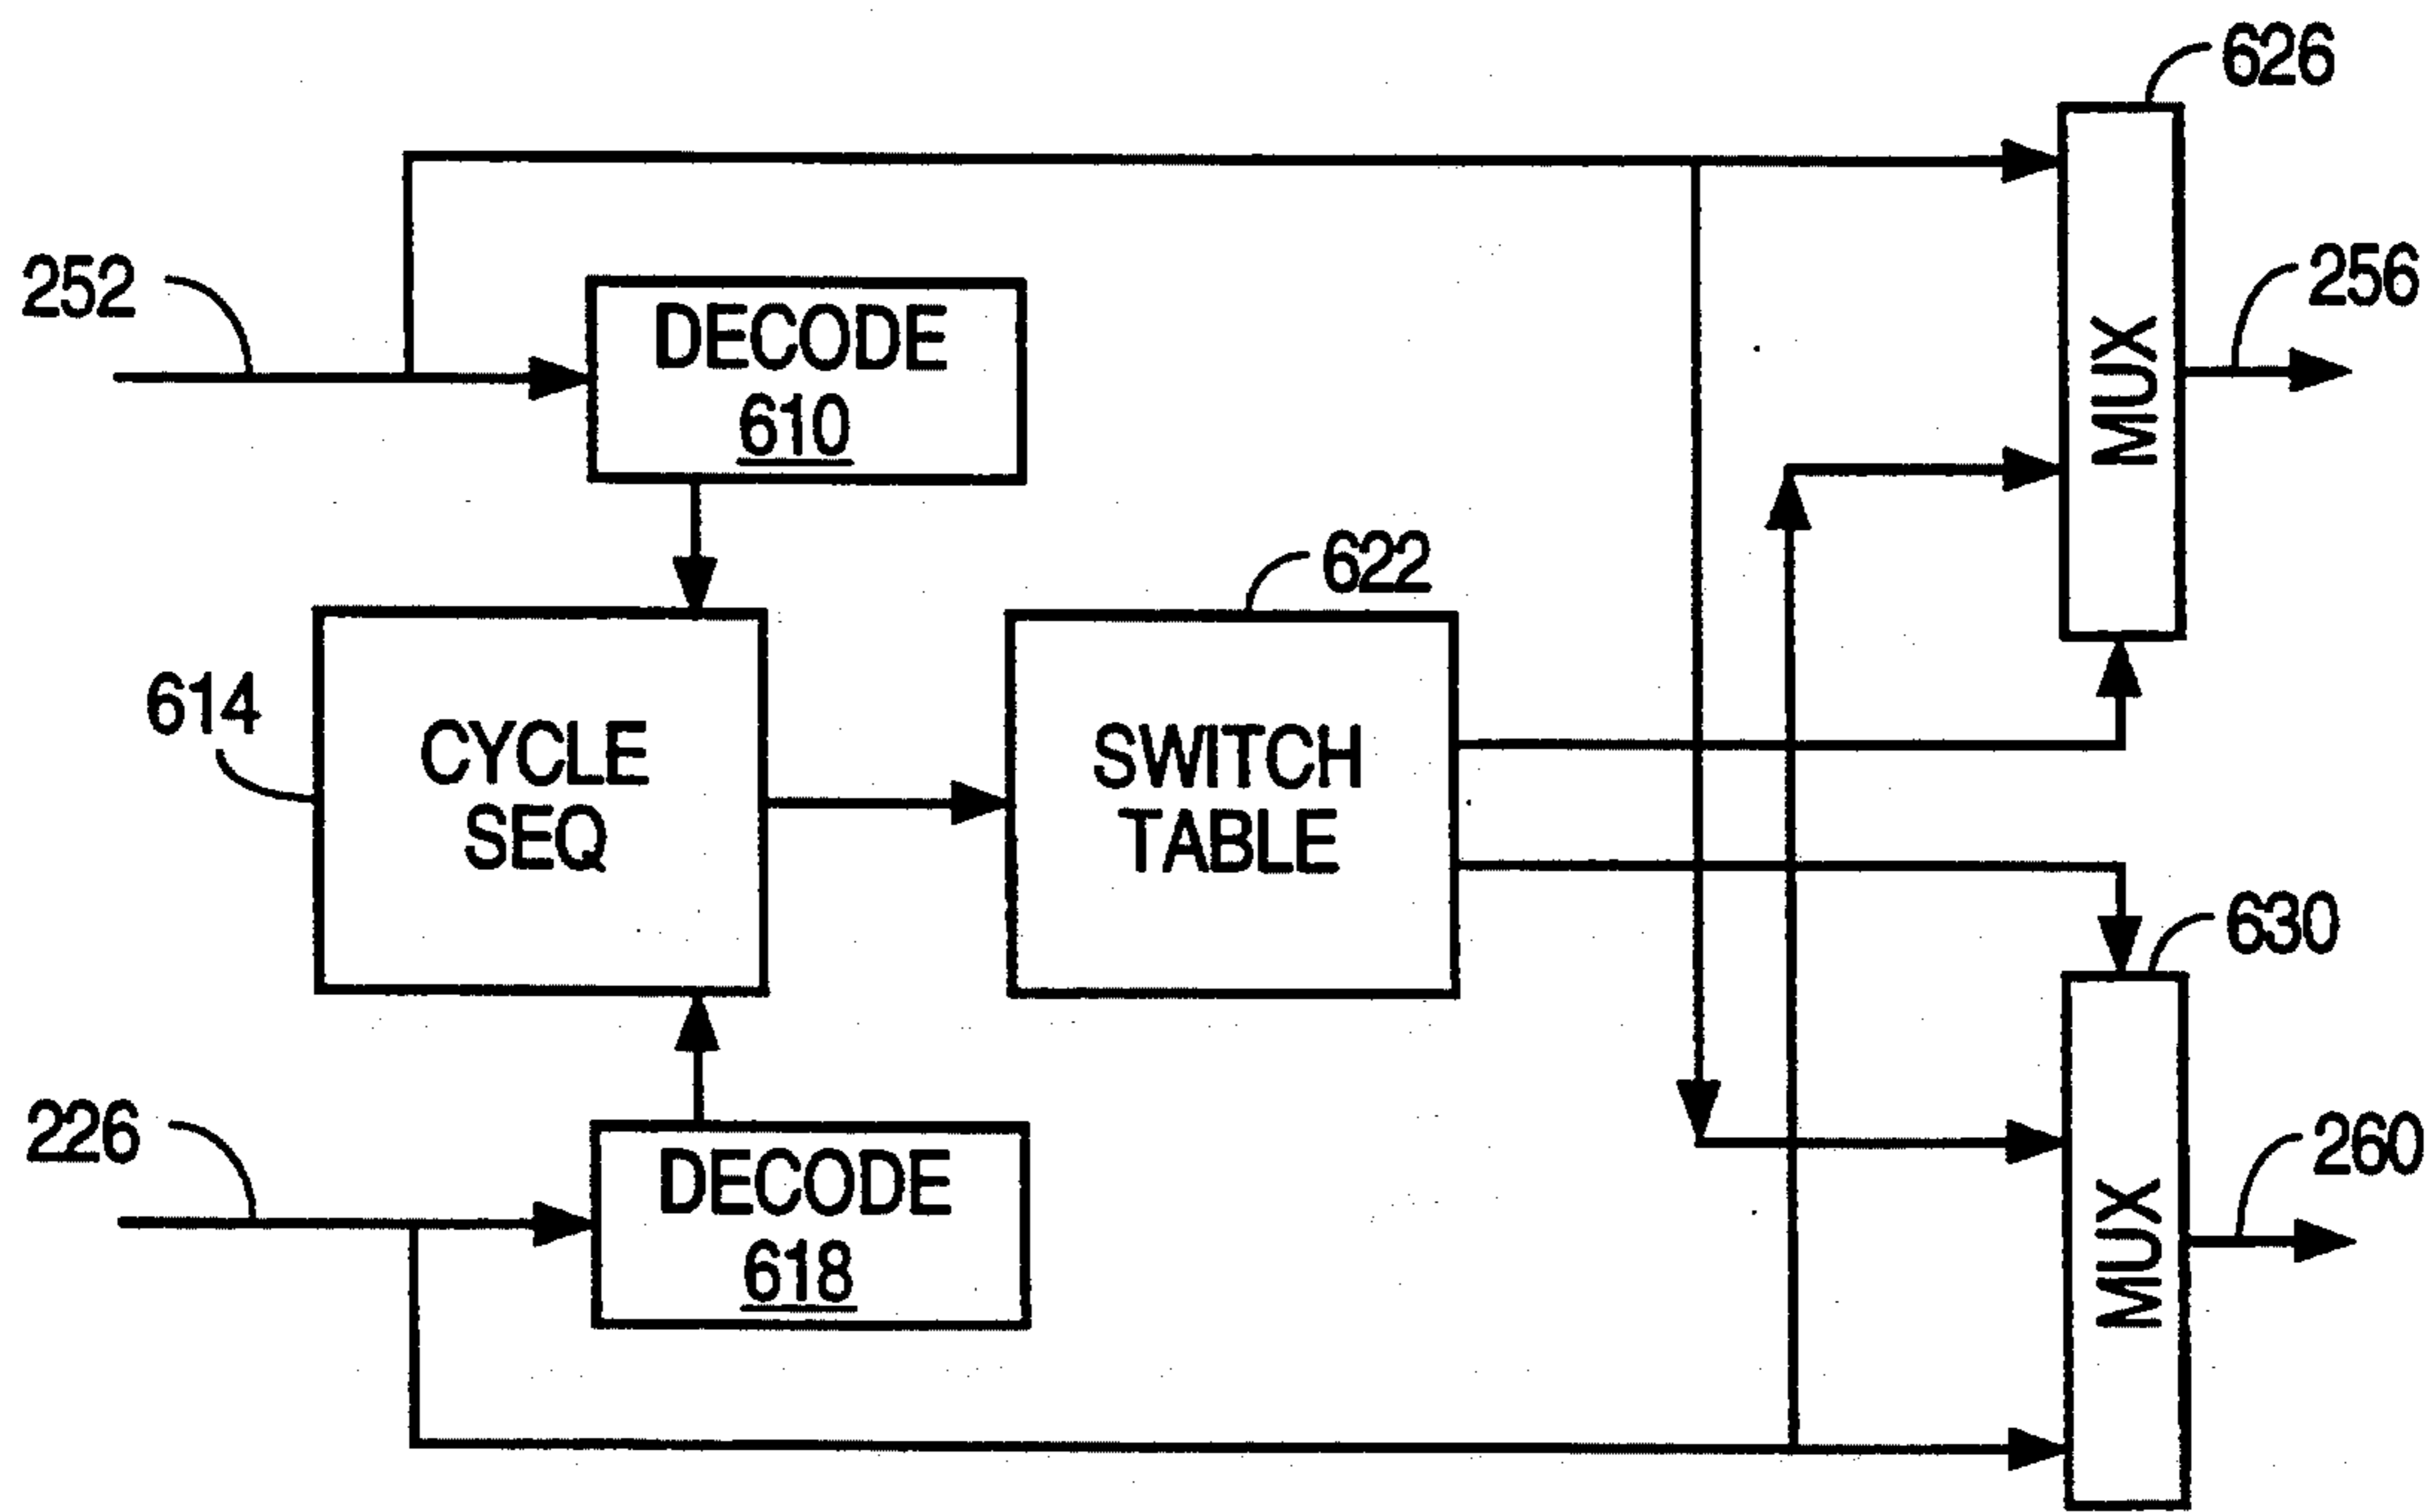 626
252
256
DECODE
610
MUX
622
614
CYCLE
SEQ
SWITCH
TABLE
630
226
DECODE
618
260
MUX